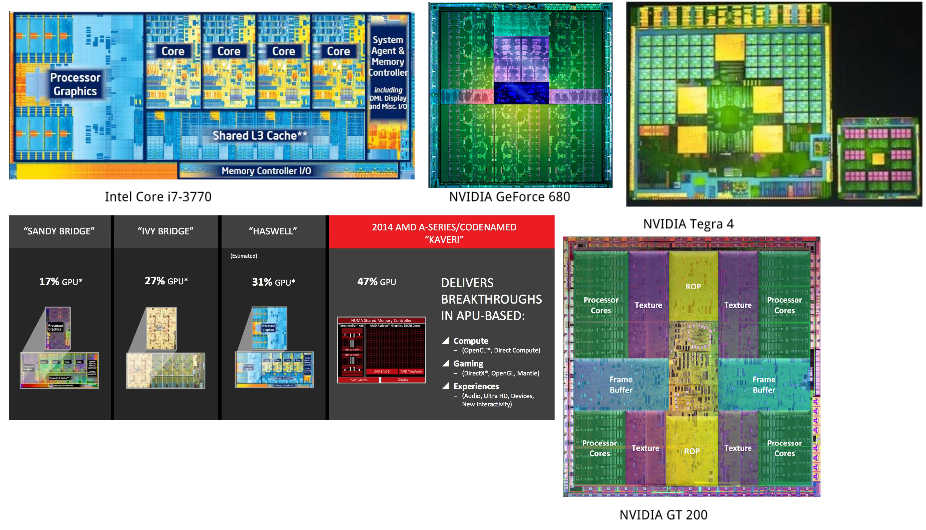 Processor
Graphics
Core
Core
Core
Core
System
Agent &
Memory
Controller
including
DMI, Display
and Misc. I/O
Shared L3 Cache**
Memory Controller I/O
Intel Core i7-3770
NVIDIA GeForce 680
NVIDIA Tegra 4
"SANDY BRIDGE"
"IVY BRIDGE"
"HASWELL"
2014 AMD A-SERIES/CODENAMED
"KAVERI"
(Estimated)
17% GPU*
27% GPU*
31% GPU*
47% GPU
DELIVERS
BREAKTHROUGHS
IN APU-BASED:
Compute
– (OpenCL™, Direct Compute)
Gaming
– (DirectX®, OpenGL, Mantle)
Experiences
– (Audio, Ultra HD, Devices,
New Interactivity)
Processor
Graphics
Processor
Cores
Texture
ROP
Texture
Processor
Cores
Frame
Buffer
Frame
Buffer
Processor
Cores
Texture
ROP
Texture
Processor
Cores
NVIDIA GT 200